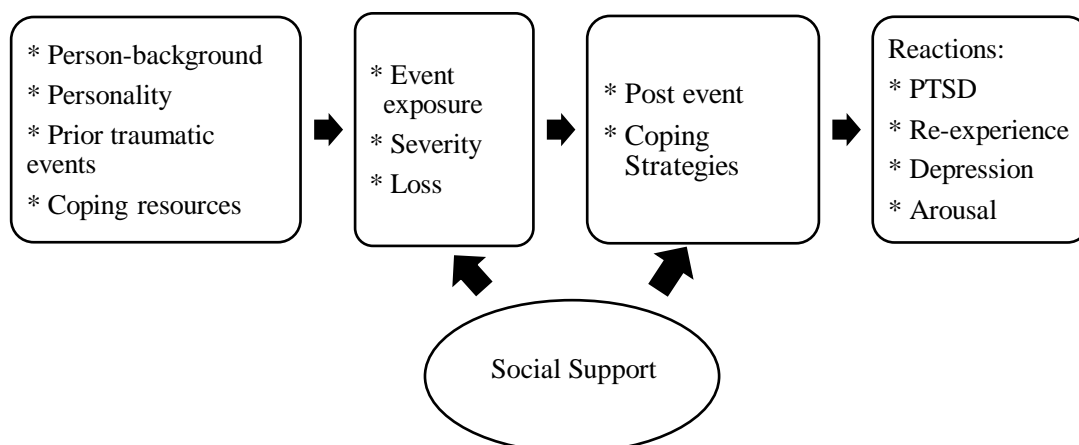 * Person-background
* Personality
* Prior traumatic
events
* Coping resources
* Event
exposure
* Severity
* Loss
* Post event
* Coping
Strategies
Reactions:
* PTSD
* Re-experience
* Depression
* Arousal
Social Support